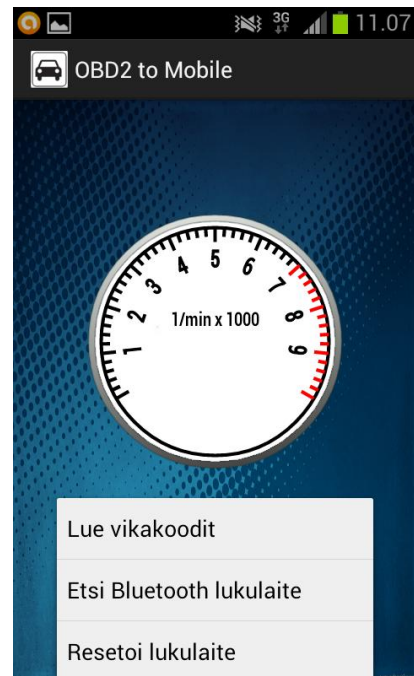 3G
11.07
OBD2 to Mobile
1 2 3 4 5 6 7 8 9
1/min x 1000
Lue vikakoodit
Etsi Bluetooth lukulaite
Resetoi lukulaite